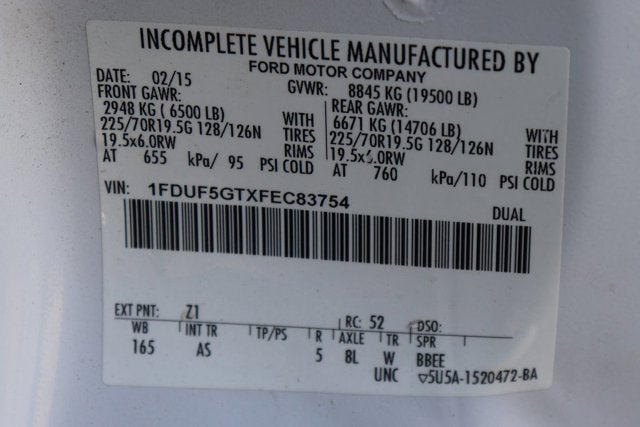 INCOMPLETE VEHICLE MANUFACTURED BY
FORD MOTOR COMPANY
DATE: 02/15 GVWR: 8845 KG (19500 LB)
FRONT GAWR: REAR GAWR:
2948 KG ( 6500 LB) WITH 6671 KG (14706 LB) WITH
225/70R19.5G 128/126N TIRES 225/70R19.5G 128/126N TIRES
19.5x6.0RW RIMS 19.5x6.0RW RIMS
AT 655 kPa/ 95 PSI COLD AT 760 kPa/110 PSI COLD
VIN: 1FDUF5GTXFEC83754 DUAL
EXT PNT: Z1 RC: 52 DSO:
WB INT TR TP/PS R AXLE TR SPR
165 AS 5 8L W BBEE
UNC ▽5U5A-1520472-BA